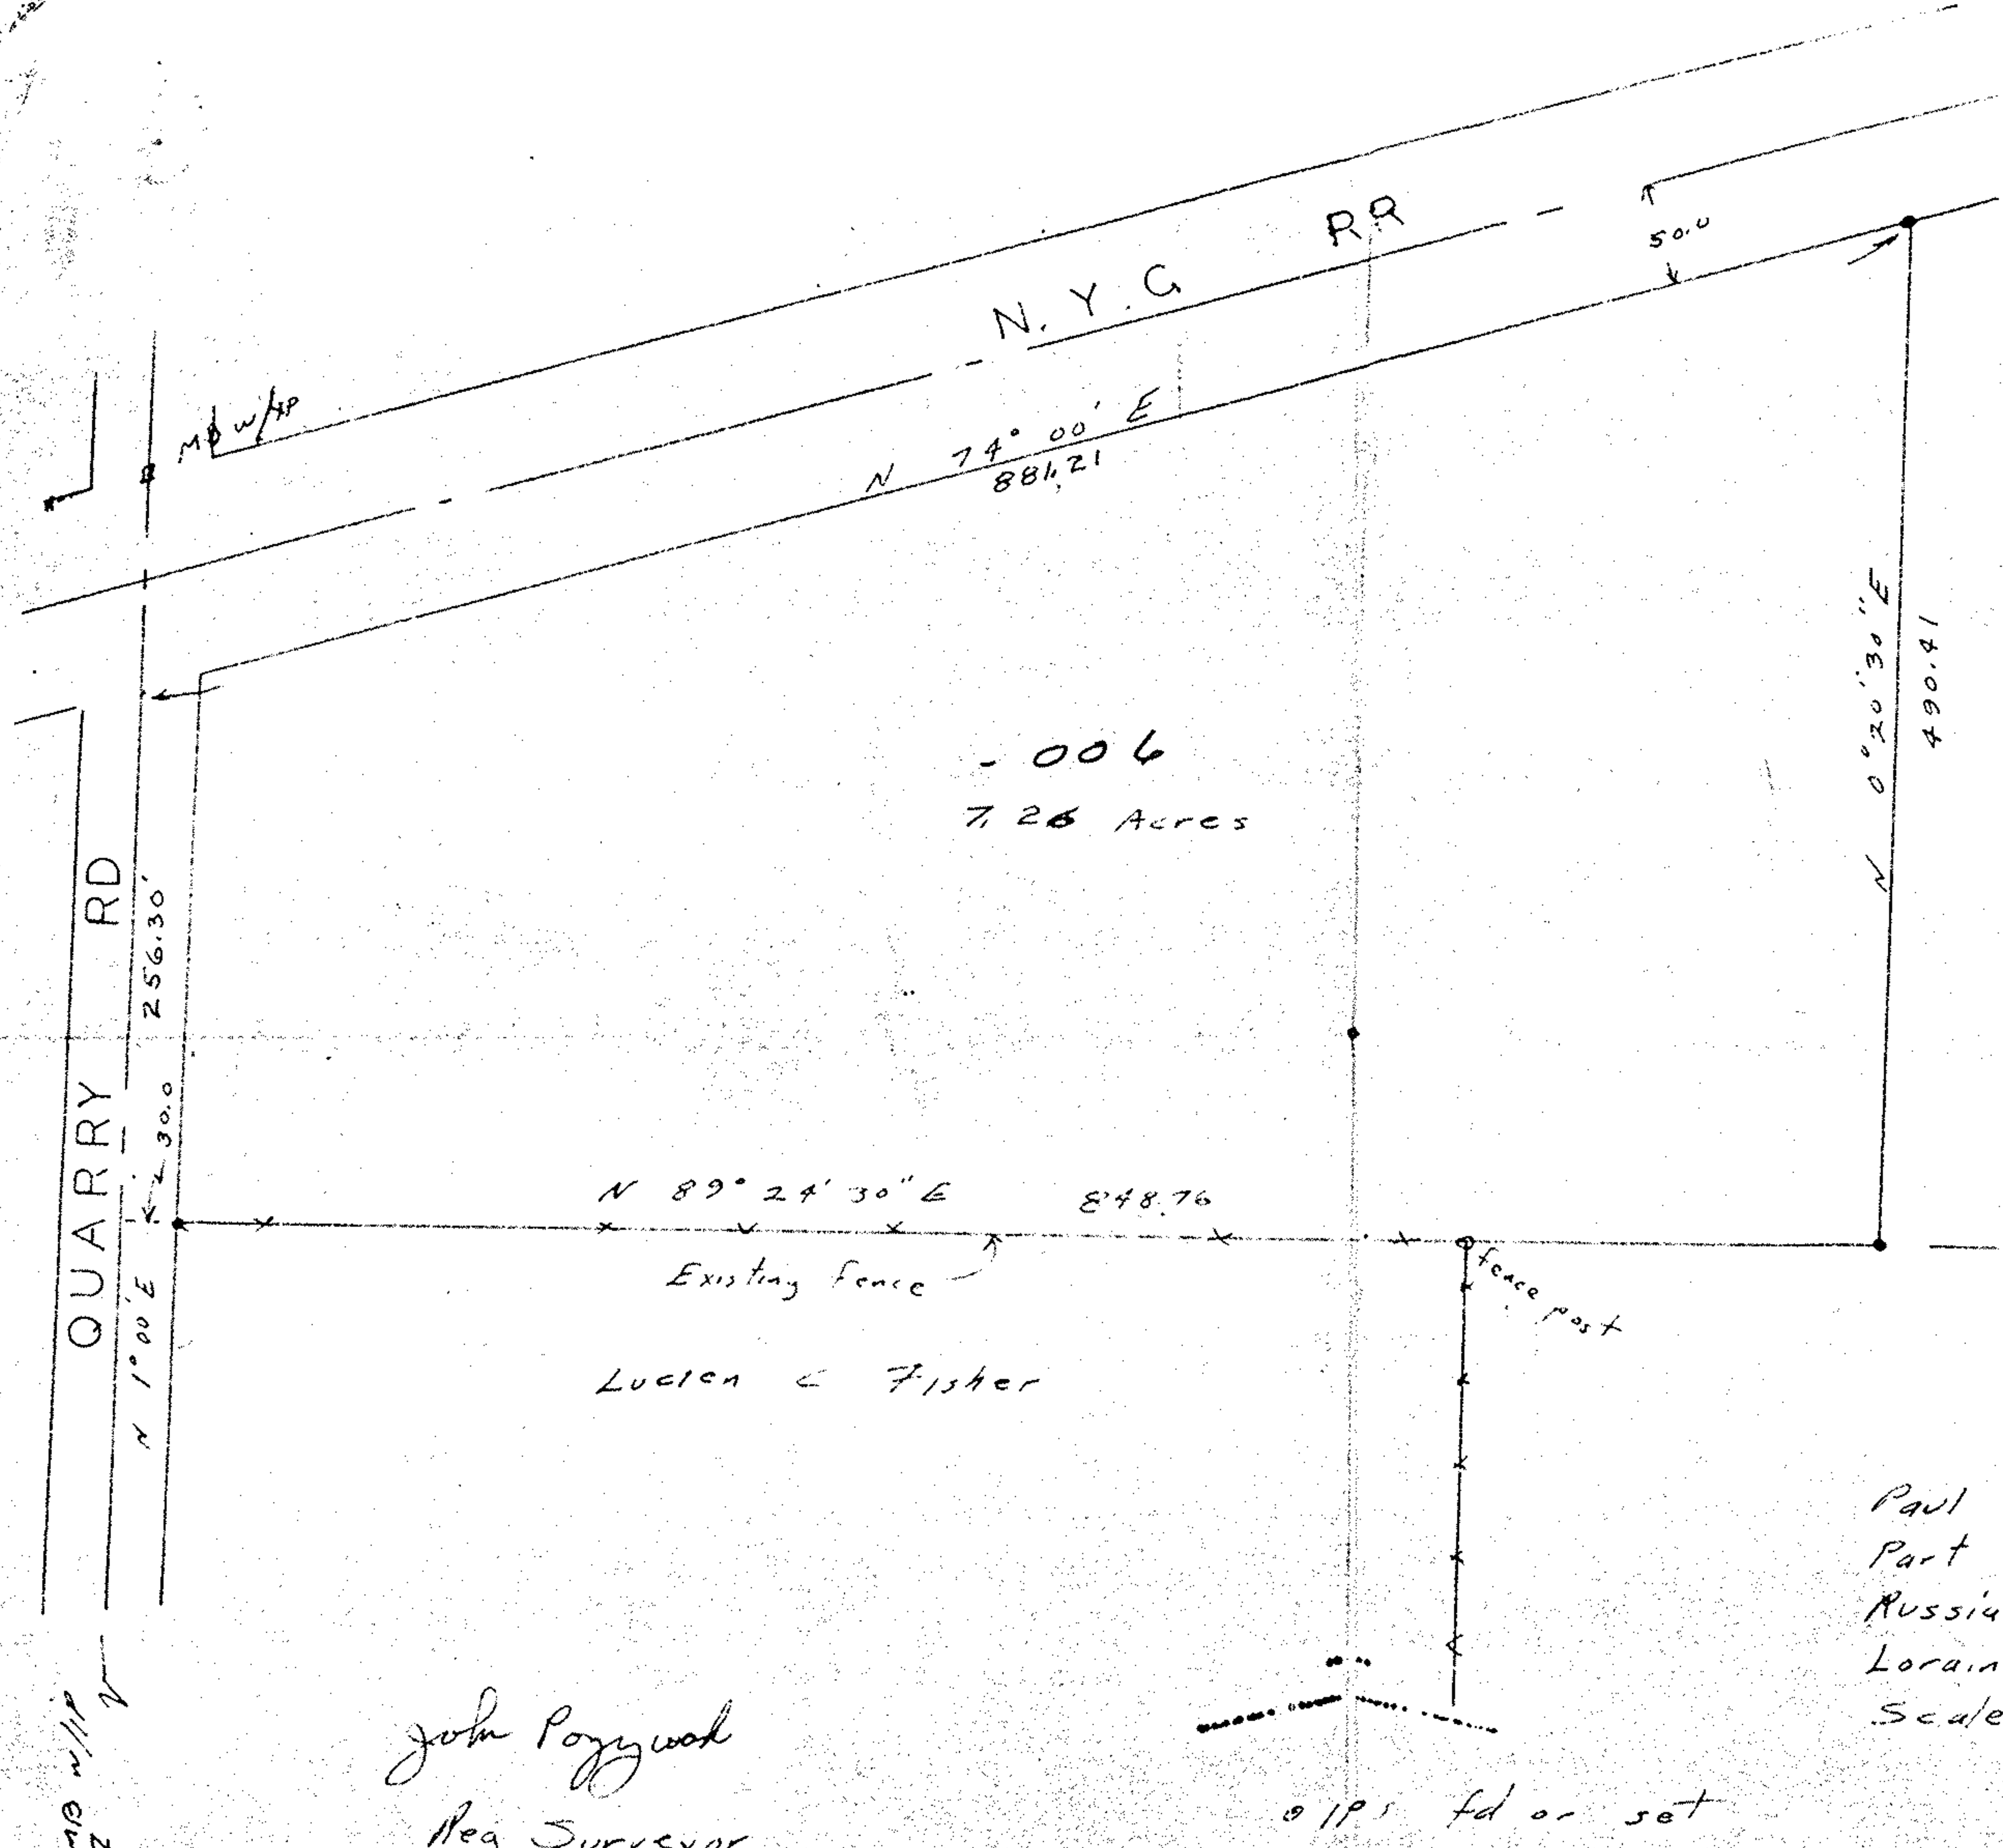 N. Y. C. RR
50.0
N 74° 00' E
881.21
- 006
7.26 Acres
N 0° 20' 30" E
490.41
QUARRY RD
256.30'
30.0
N 1° 00' E
N 89° 24' 30" E 848.76
Existing fence
fence post
Lucien C Fisher
Paul
Part
Russia
Lorain
Scale
John Pozywak
Reg Surveyor
IPs fd or set